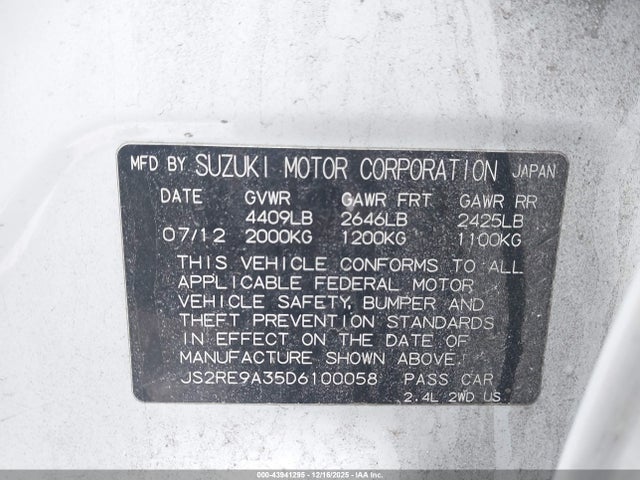 MFD BY SUZUKI MOTOR CORPORATION JAPAN
DATE GVWR GAWR FRT GAWR RR
4409LB 2646LB 2425LB
07/12 2000KG 1200KG 1100KG
THIS VEHICLE CONFORMS TO ALL
APPLICABLE FEDERAL MOTOR
VEHICLE SAFETY, BUMPER AND
THEFT PREVENTION STANDARDS
IN EFFECT ON THE DATE OF
MANUFACTURE SHOWN ABOVE.
JS2RE9A35D6100058 PASS CAR
2.4L 2WD US
000-43941295 - 12/16/2025 - IAAI.COM